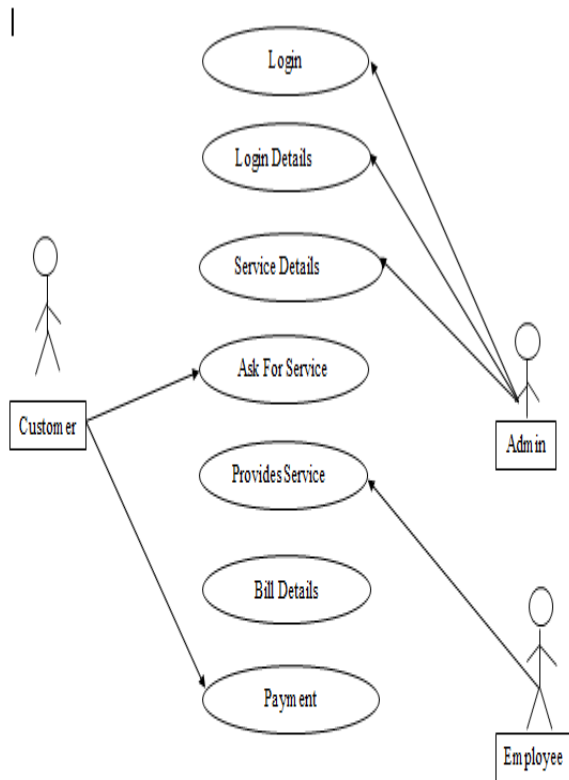 Login
Login Details
Service Details
Ask For Service
Customer
Admin
Provides Service
Bill Details
Payment
Employee